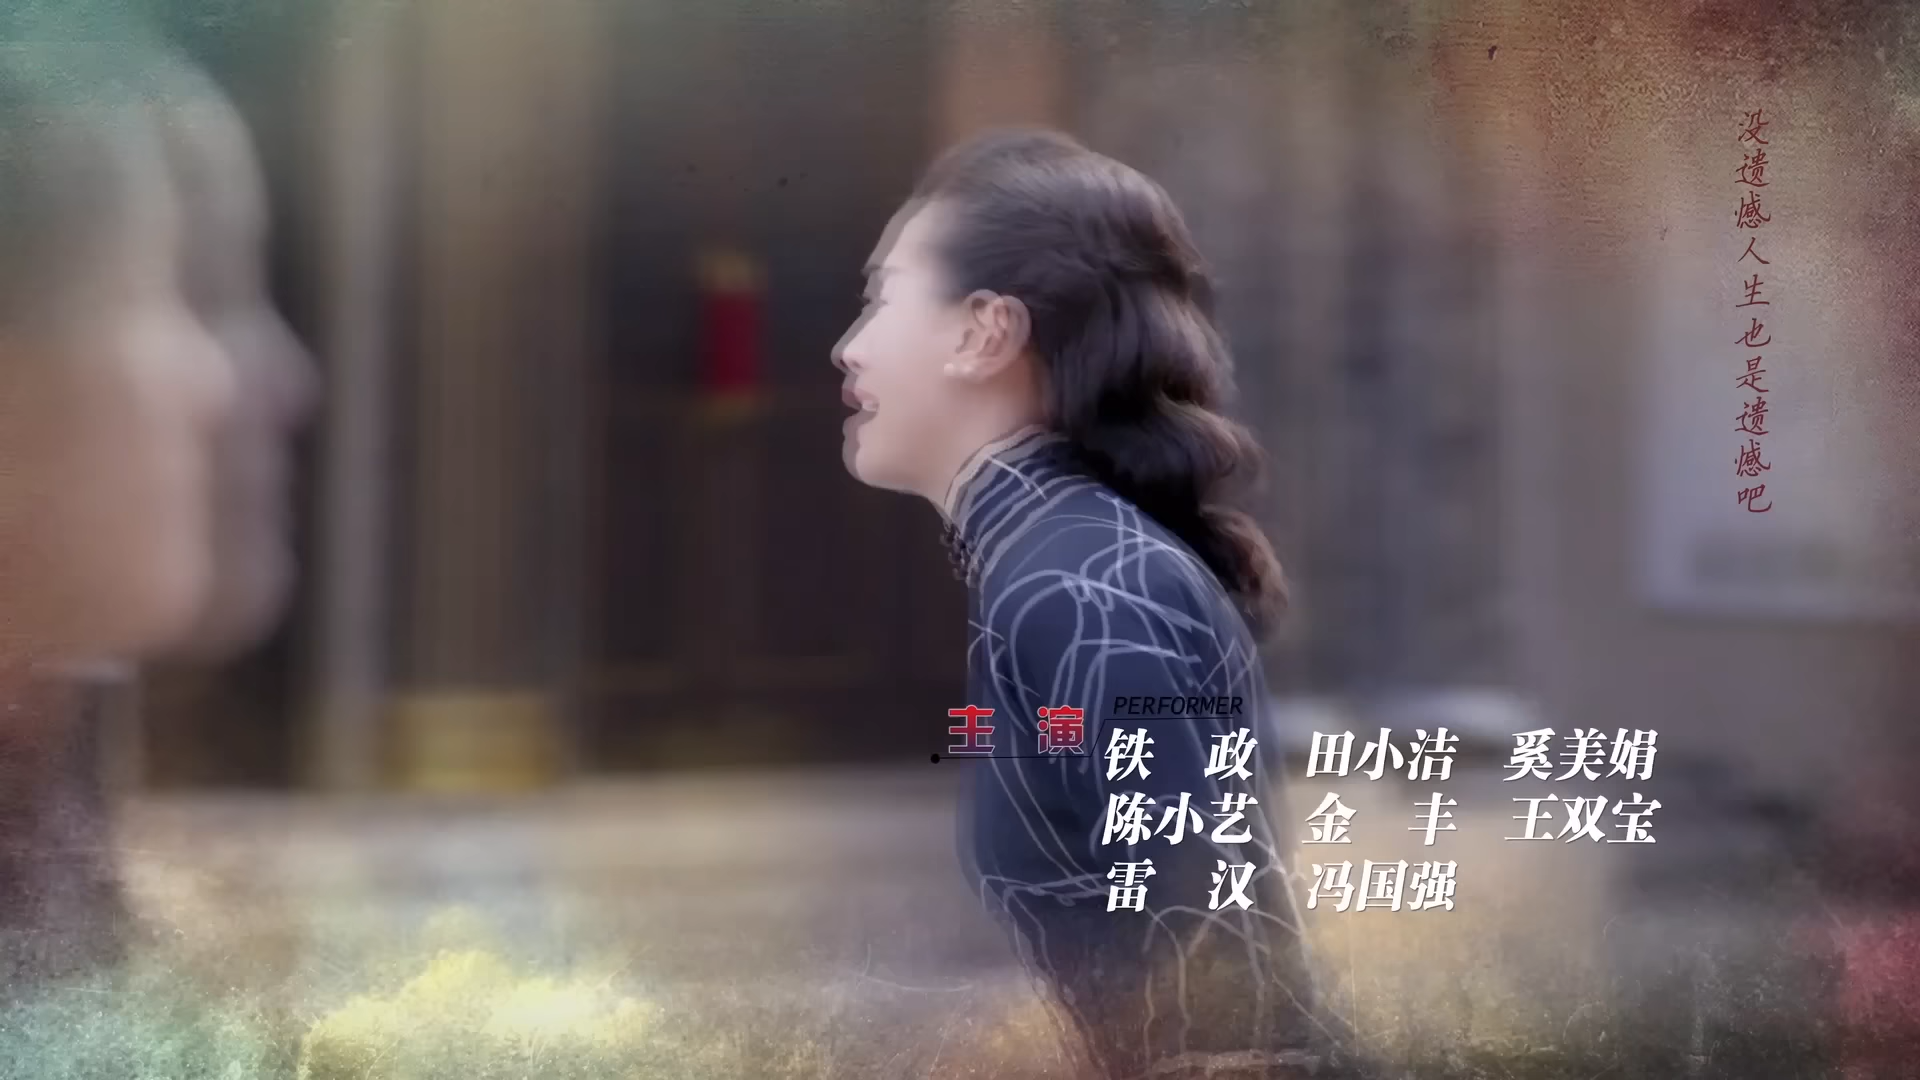 没遗憾人生也是遗憾吧
主 演
PERFORMER
铁 政 田小洁 奚美娟
陈小艺 金 丰 王双宝
雷 汉 冯国强